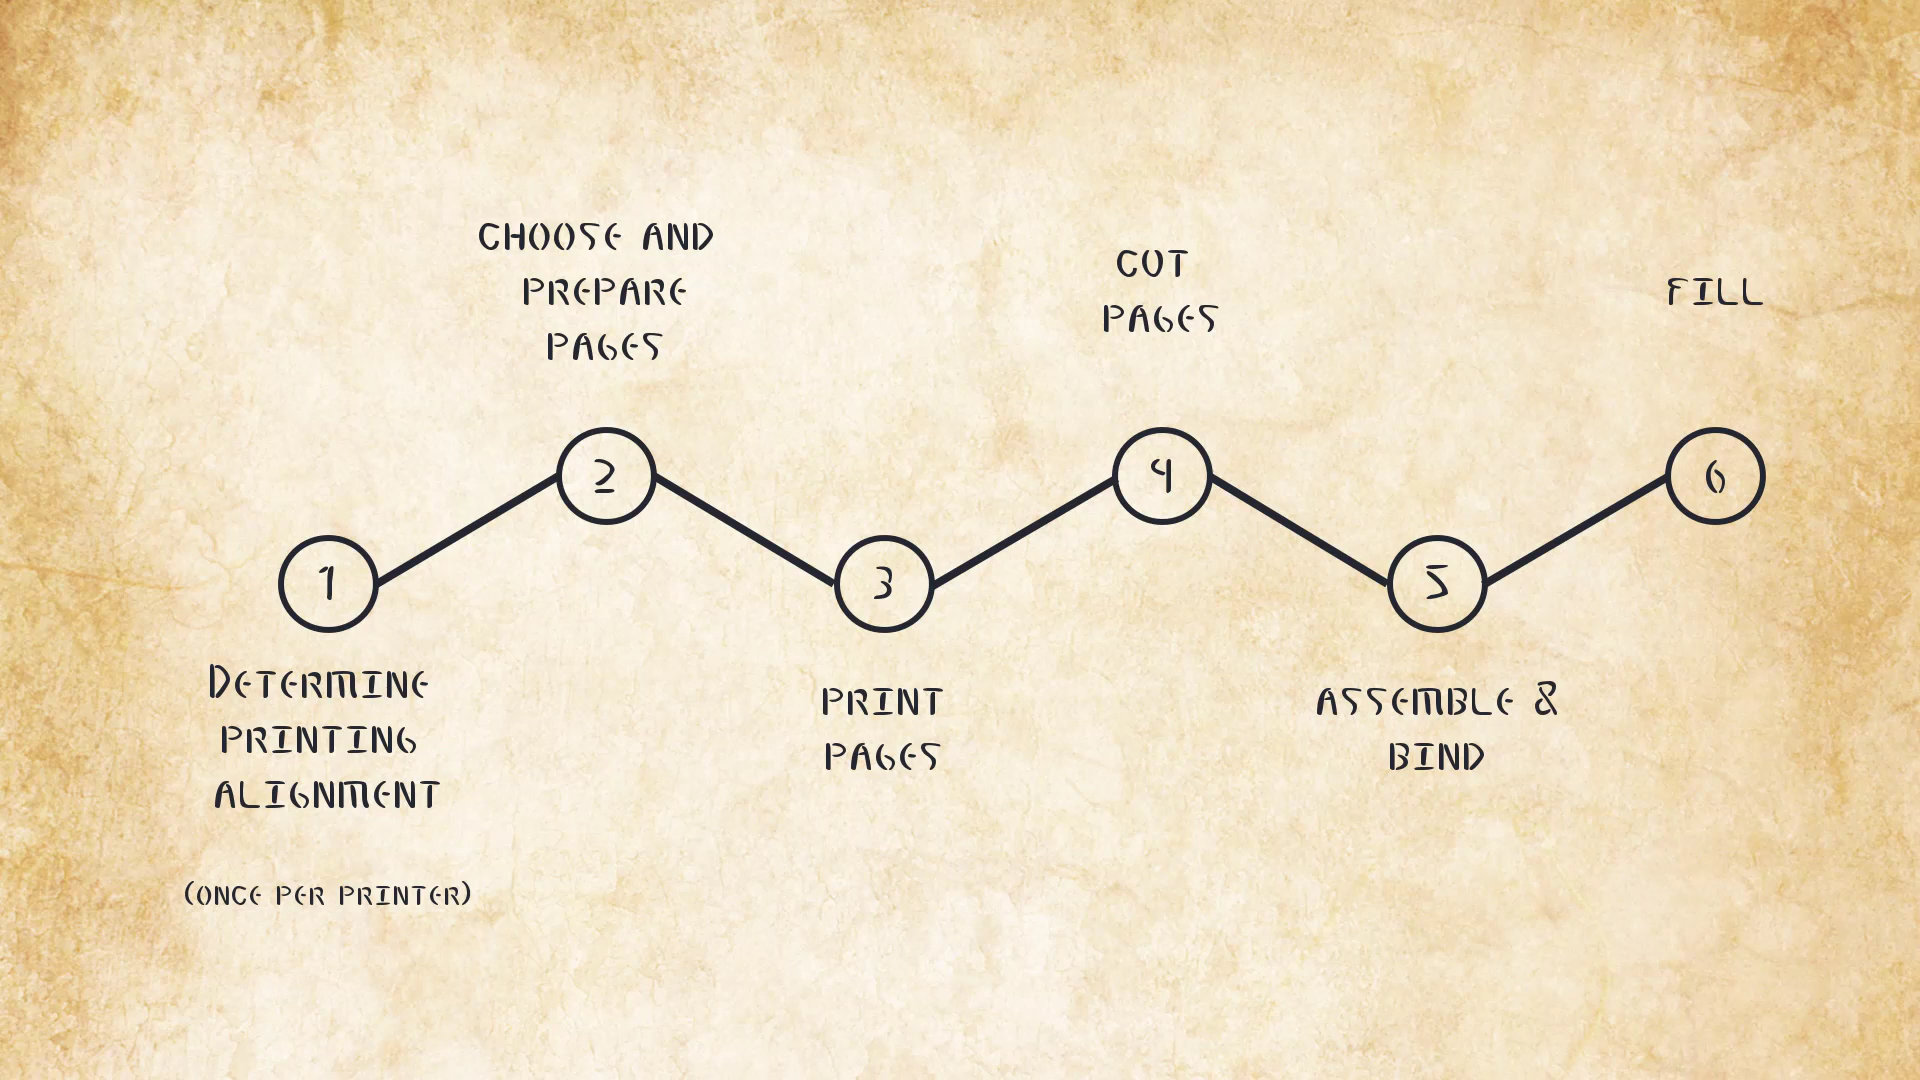 1
Determine
printing
alignment
(once per printer)
2
choose and
prepare
pages
3
print
pages
4
cut
pages
5
assemble &
bind
6
fill